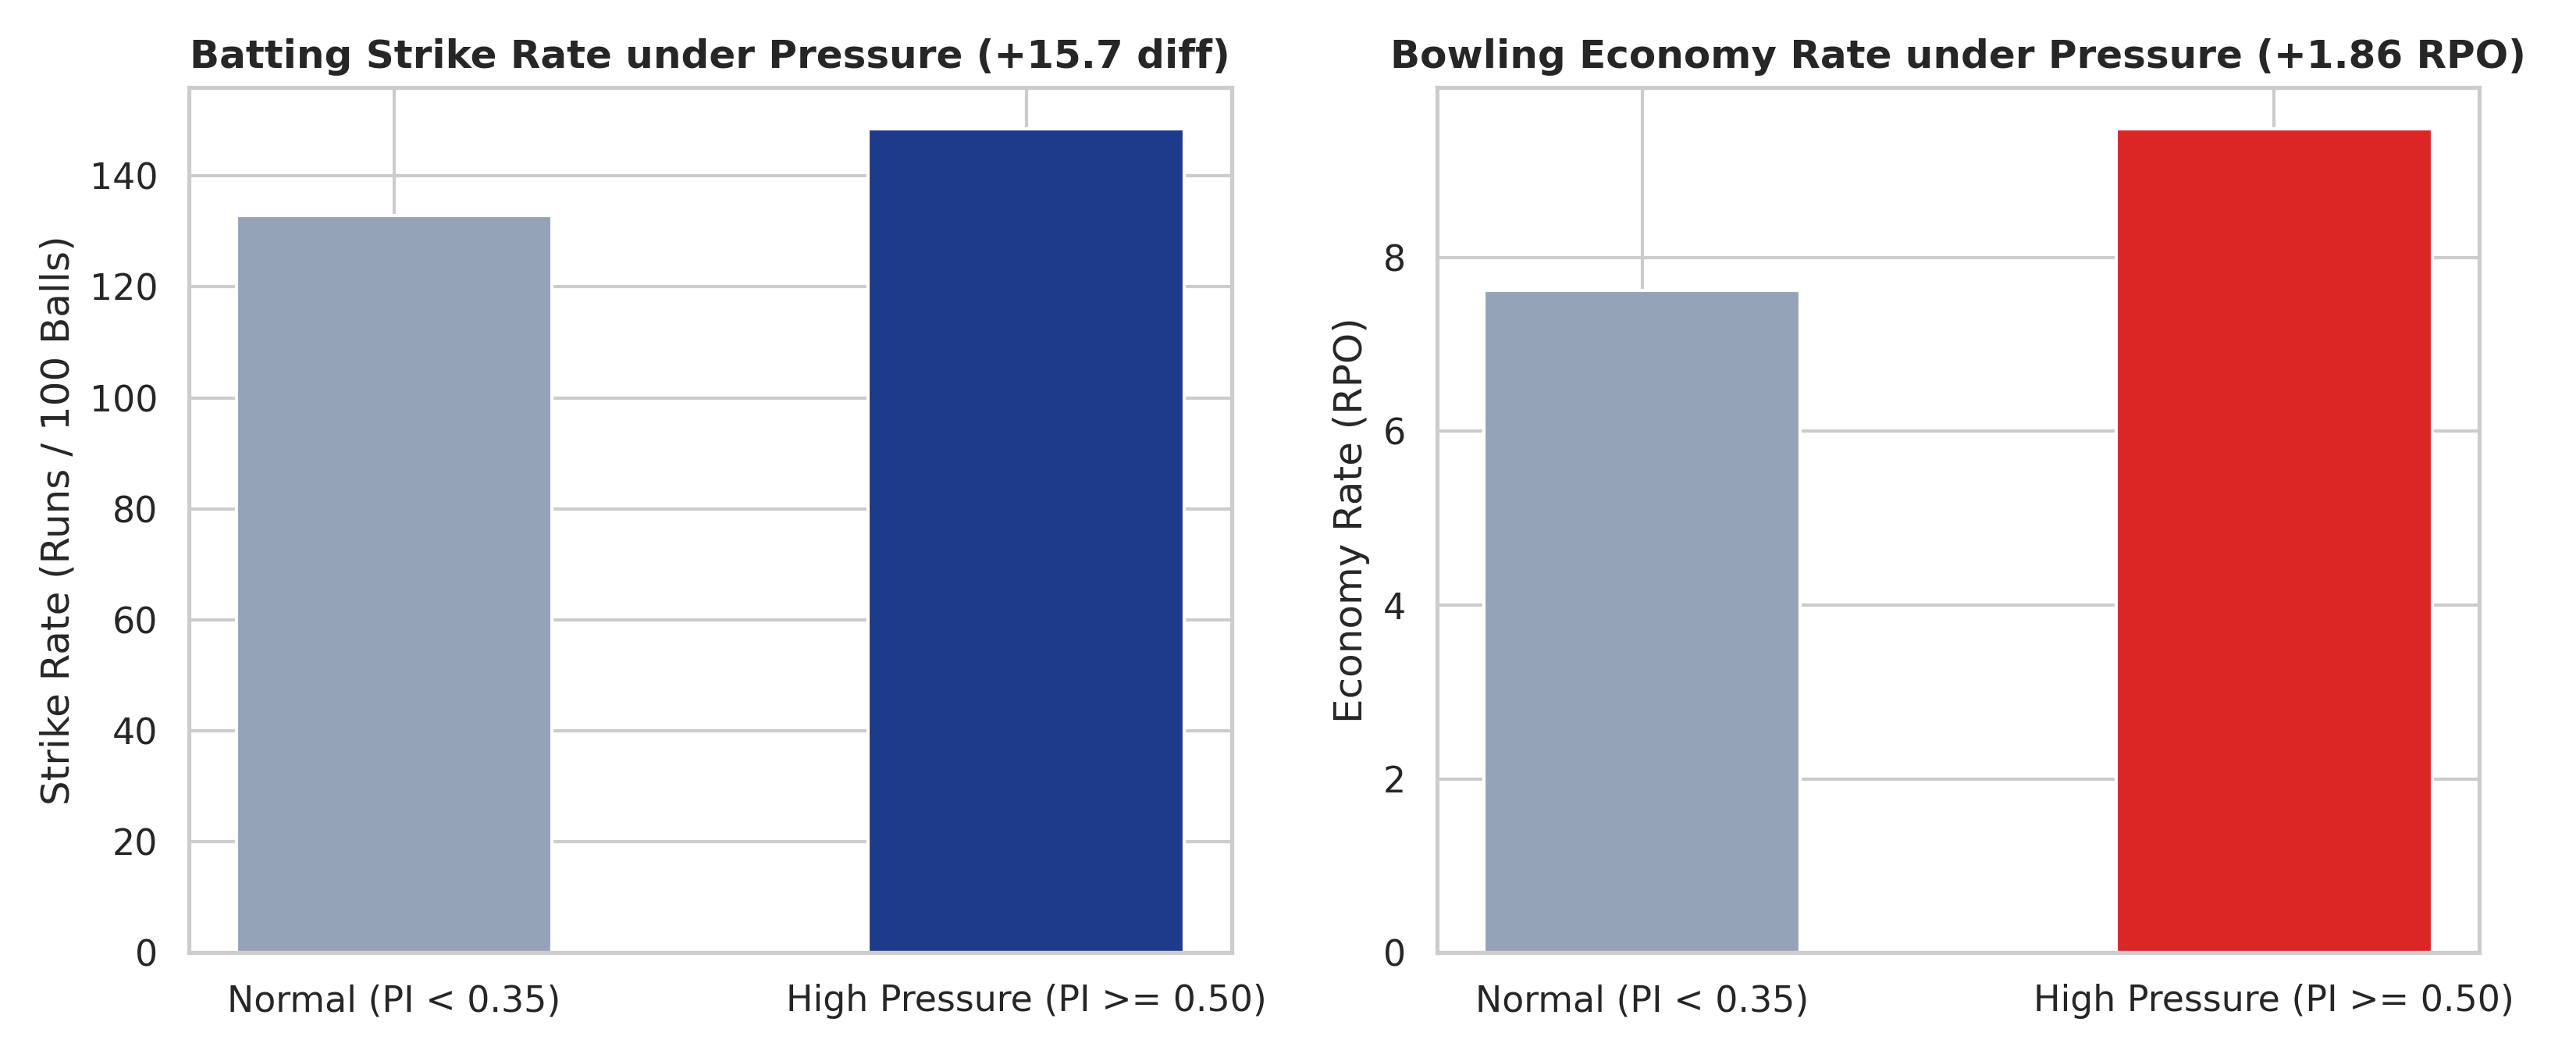 Batting Strike Rate under Pressure (+15.7 diff)
Strike Rate (Runs / 100 Balls)
140
120
100
80
60
40
20
0
Normal (PI < 0.35)
High Pressure (PI >= 0.50)
Bowling Economy Rate under Pressure (+1.86 RPO)
Economy Rate (RPO)
8
6
4
2
0
Normal (PI < 0.35)
High Pressure (PI >= 0.50)